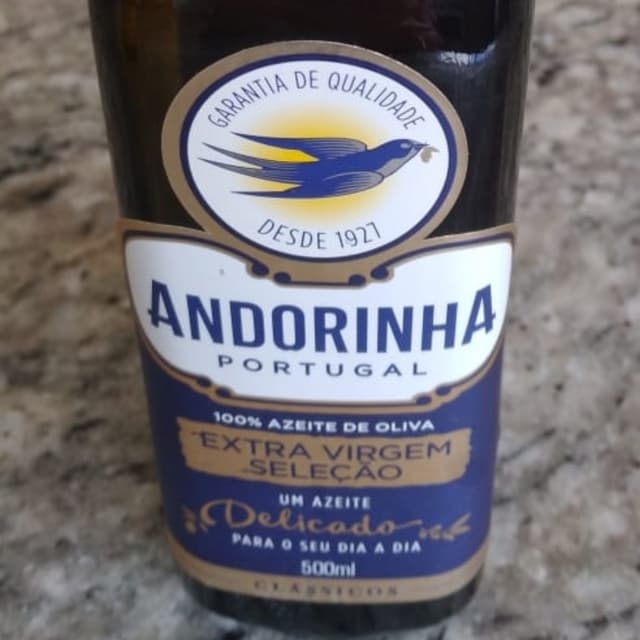 GARANTIA DE QUALIDADE
DESDE 1927
ANDORINHA
PORTUGAL
100% AZEITE DE OLIVA
EXTRA VIRGEM
SELEÇÃO
UM AZEITE
Delicado
PARA O SEU DIA A DIA
500ml
CLÁSSICOS